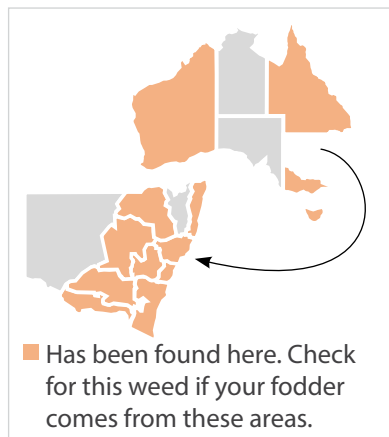 Has been found here. Check
for this weed if your fodder
comes from these areas.